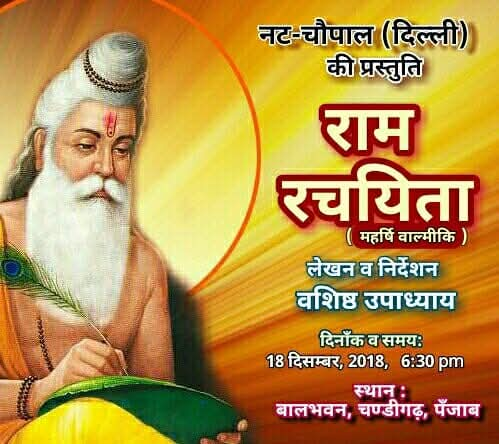 नट-चौपाल (दिल्ली)
की प्रस्तुति
राम
रचयिता
( महर्षि वाल्मीकि )
लेखन व निर्देशन
वशिष्ठ उपाध्याय
दिनाँक व समय:
18 दिसम्बर, 2018, 6:30 pm
स्थान :
बालभवन, चण्डीगढ़, पँजाब